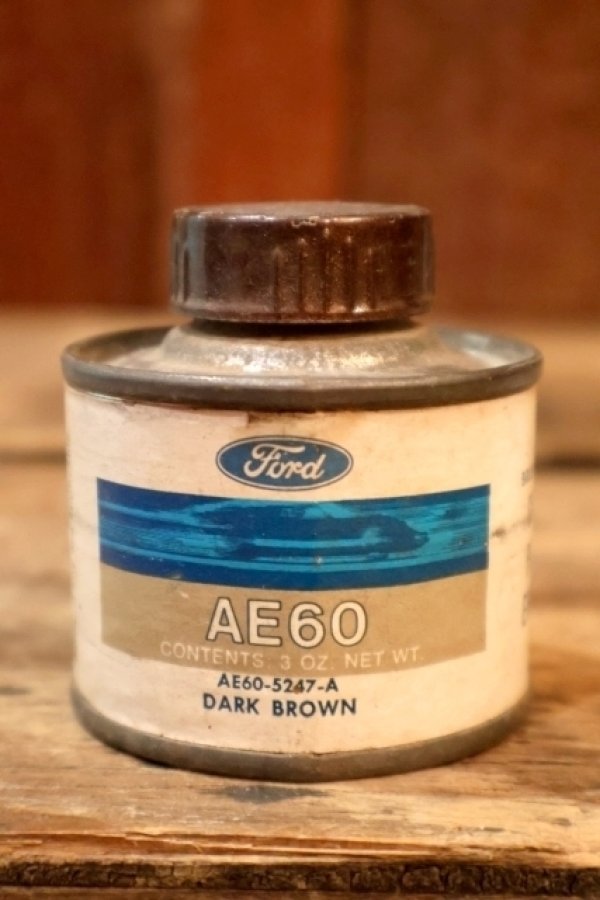 Ford
AE60
CONTENTS: 3 OZ. NET WT.
AE60-5247-A
DARK BROWN